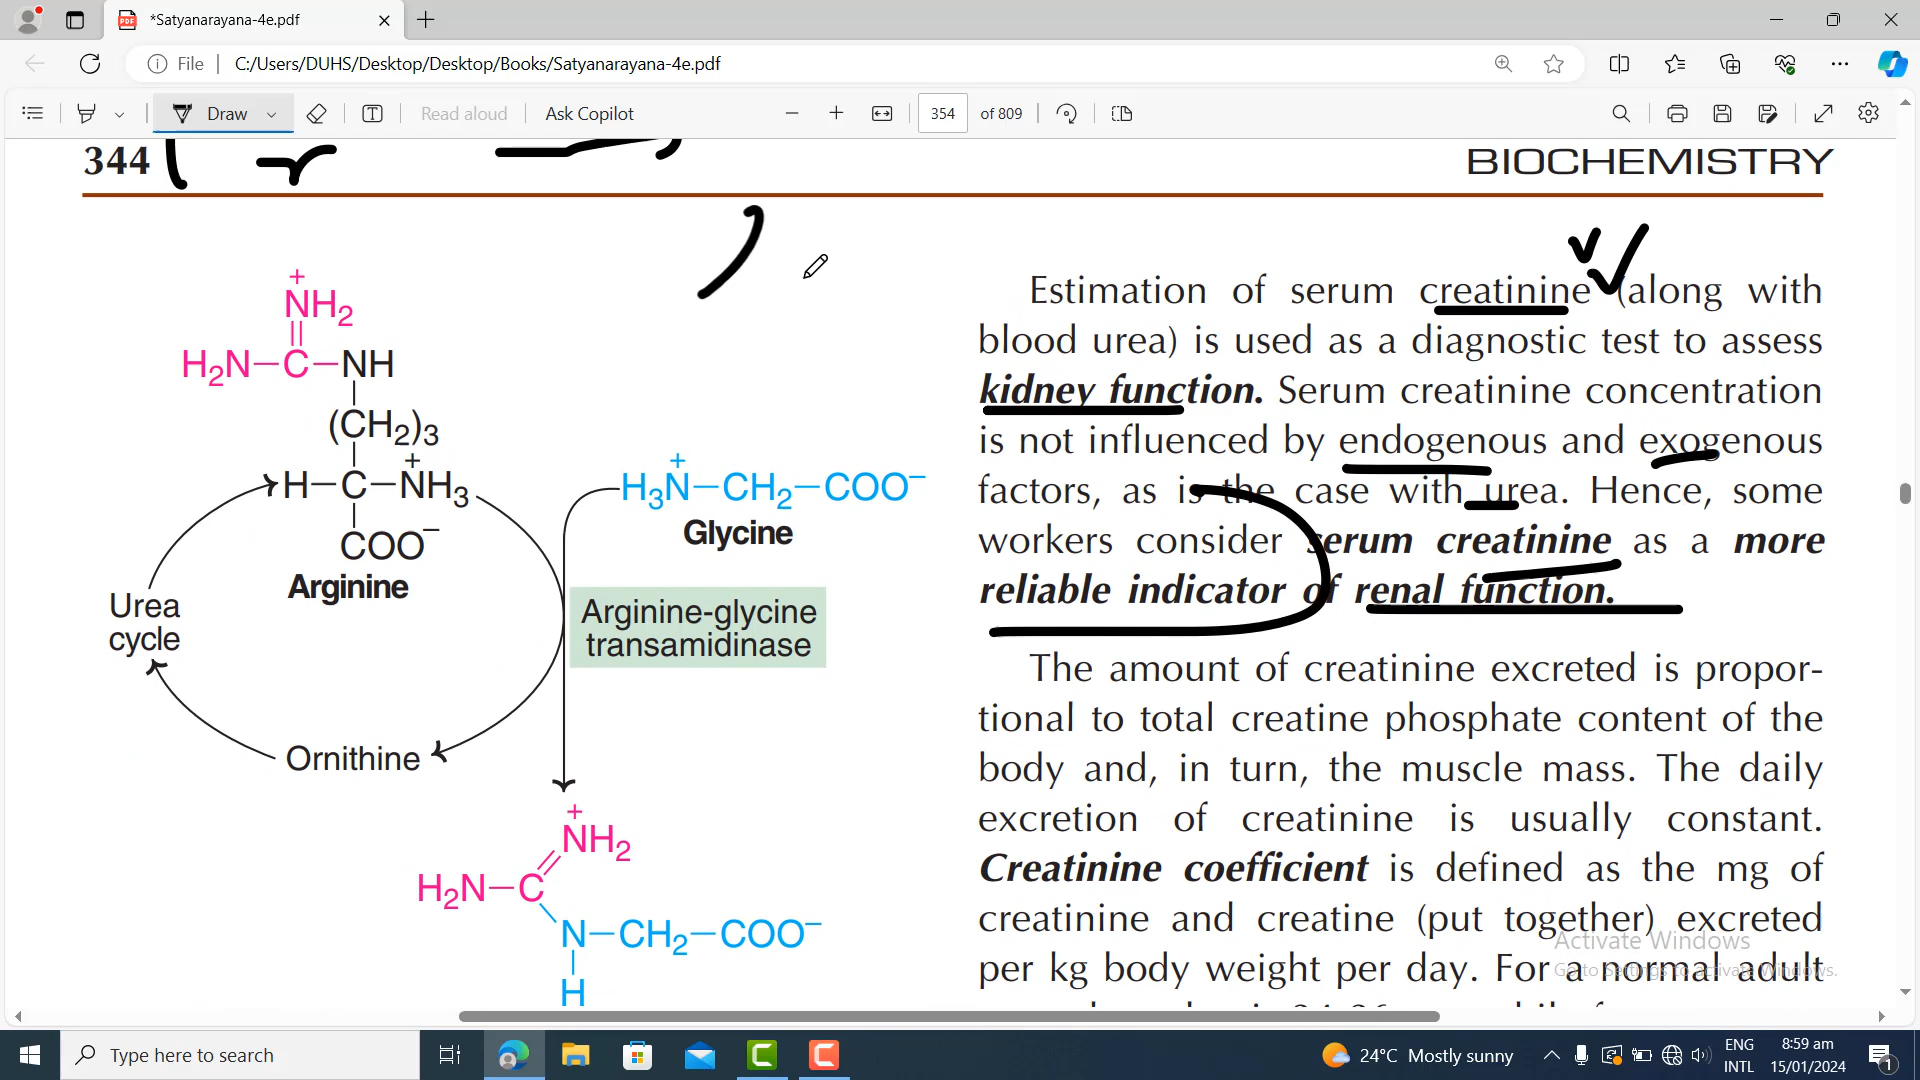 *Satyanarayana-4e.pdf
File
C:/Users/DUHS/Desktop/Desktop/Books/Satyanarayana-4e.pdf
Draw
Read aloud
Ask Copilot
354 of 809
344
BIOCHEMISTRY
+
NH2
H2N–C–NH
(CH2)3
+
H–C–NH3
COO–
Arginine
+
H3N–CH2–COO–
Glycine
Urea
cycle
Arginine-glycine
transamidinase
Ornithine
+
NH2
H2N–C
N–CH2–COO–
H
Estimation of serum creatinine (along with
blood urea) is used as a diagnostic test to assess
kidney function. Serum creatinine concentration
is not influenced by endogenous and exogenous
factors, as is the case with urea. Hence, some
workers consider serum creatinine as a more
reliable indicator of renal function.
The amount of creatinine excreted is propor-
tional to total creatine phosphate content of the
body and, in turn, the muscle mass. The daily
excretion of creatinine is usually constant.
Creatinine coefficient is defined as the mg of
creatinine and creatine (put together) excreted
per kg body weight per day. For a normal adult
Activate Windows
Go to Settings to activate Windows.
Type here to search
24°C Mostly sunny
ENG
INTL
8:59 am
15/01/2024
1